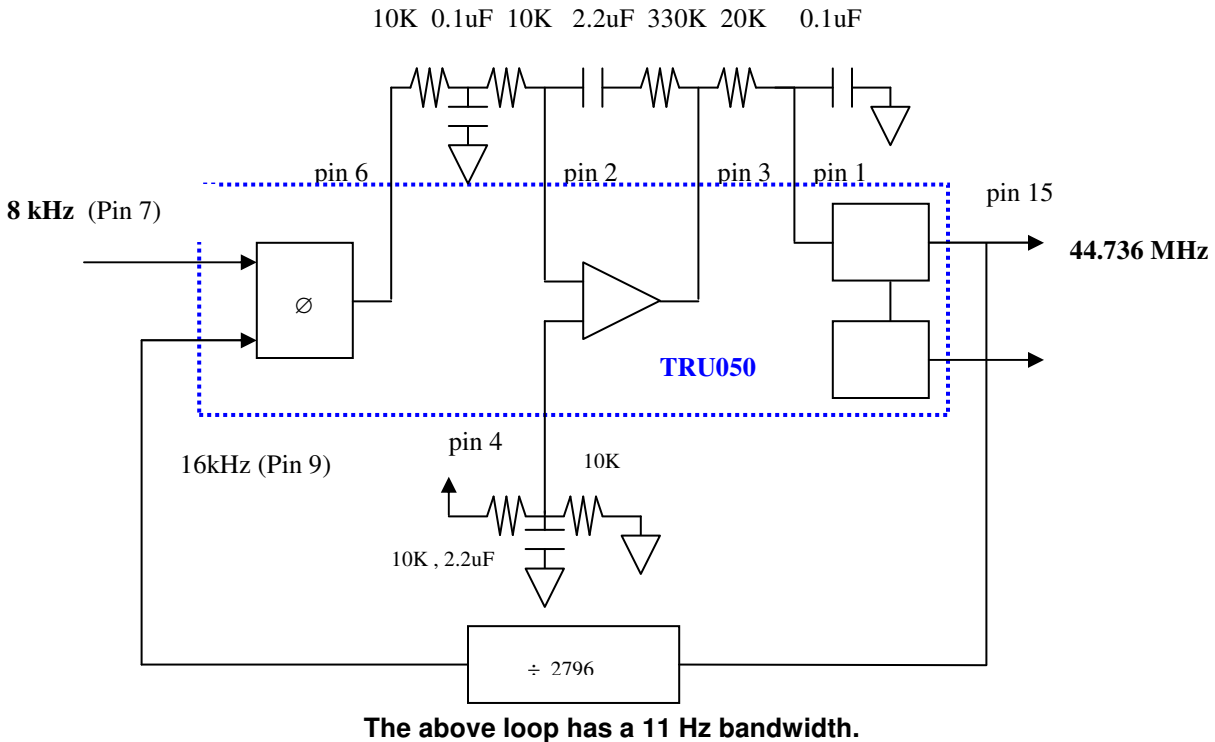 10K 0.1uF 10K 2.2uF 330K 20K 0.1uF
pin 6
pin 2
pin 3
pin 1
pin 15
8 kHz (Pin 7)
44.736 MHz
∅
TRU050
pin 4
16kHz (Pin 9)
10K
10K , 2.2uF
÷ 2796
The above loop has a 11 Hz bandwidth.